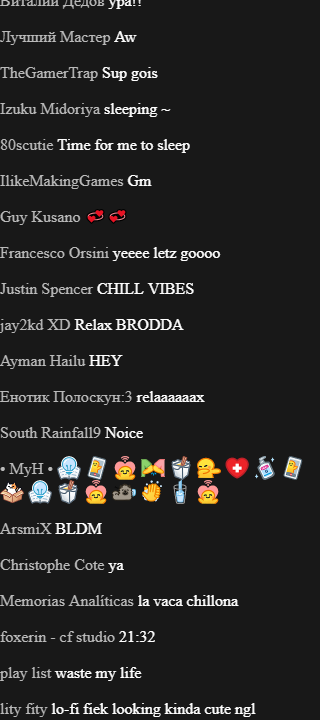 Виталий Дедов ура!!
Лучший Мастер Aw
TheGamerTrap Sup gois
Izuku Midoriya sleeping ~
80scutie Time for me to sleep
IlikeMakingGames Gm
Guy Kusano 💞 💞
Francesco Orsini yeeee letz goooo
Justin Spencer CHILL VIBES
jay2kd XD Relax BRODDA
Ayman Hailu HEY
Енотик Полоскун:3 relaaaaaax
South Rainfall9 Noice
• MyH •
ArsmiX BLDM
Christophe Cote ya
Memorias Analíticas la vaca chillona
foxerin - cf studio 21:32
play list waste my life
lity fity lo-fi fiek looking kinda cute ngl